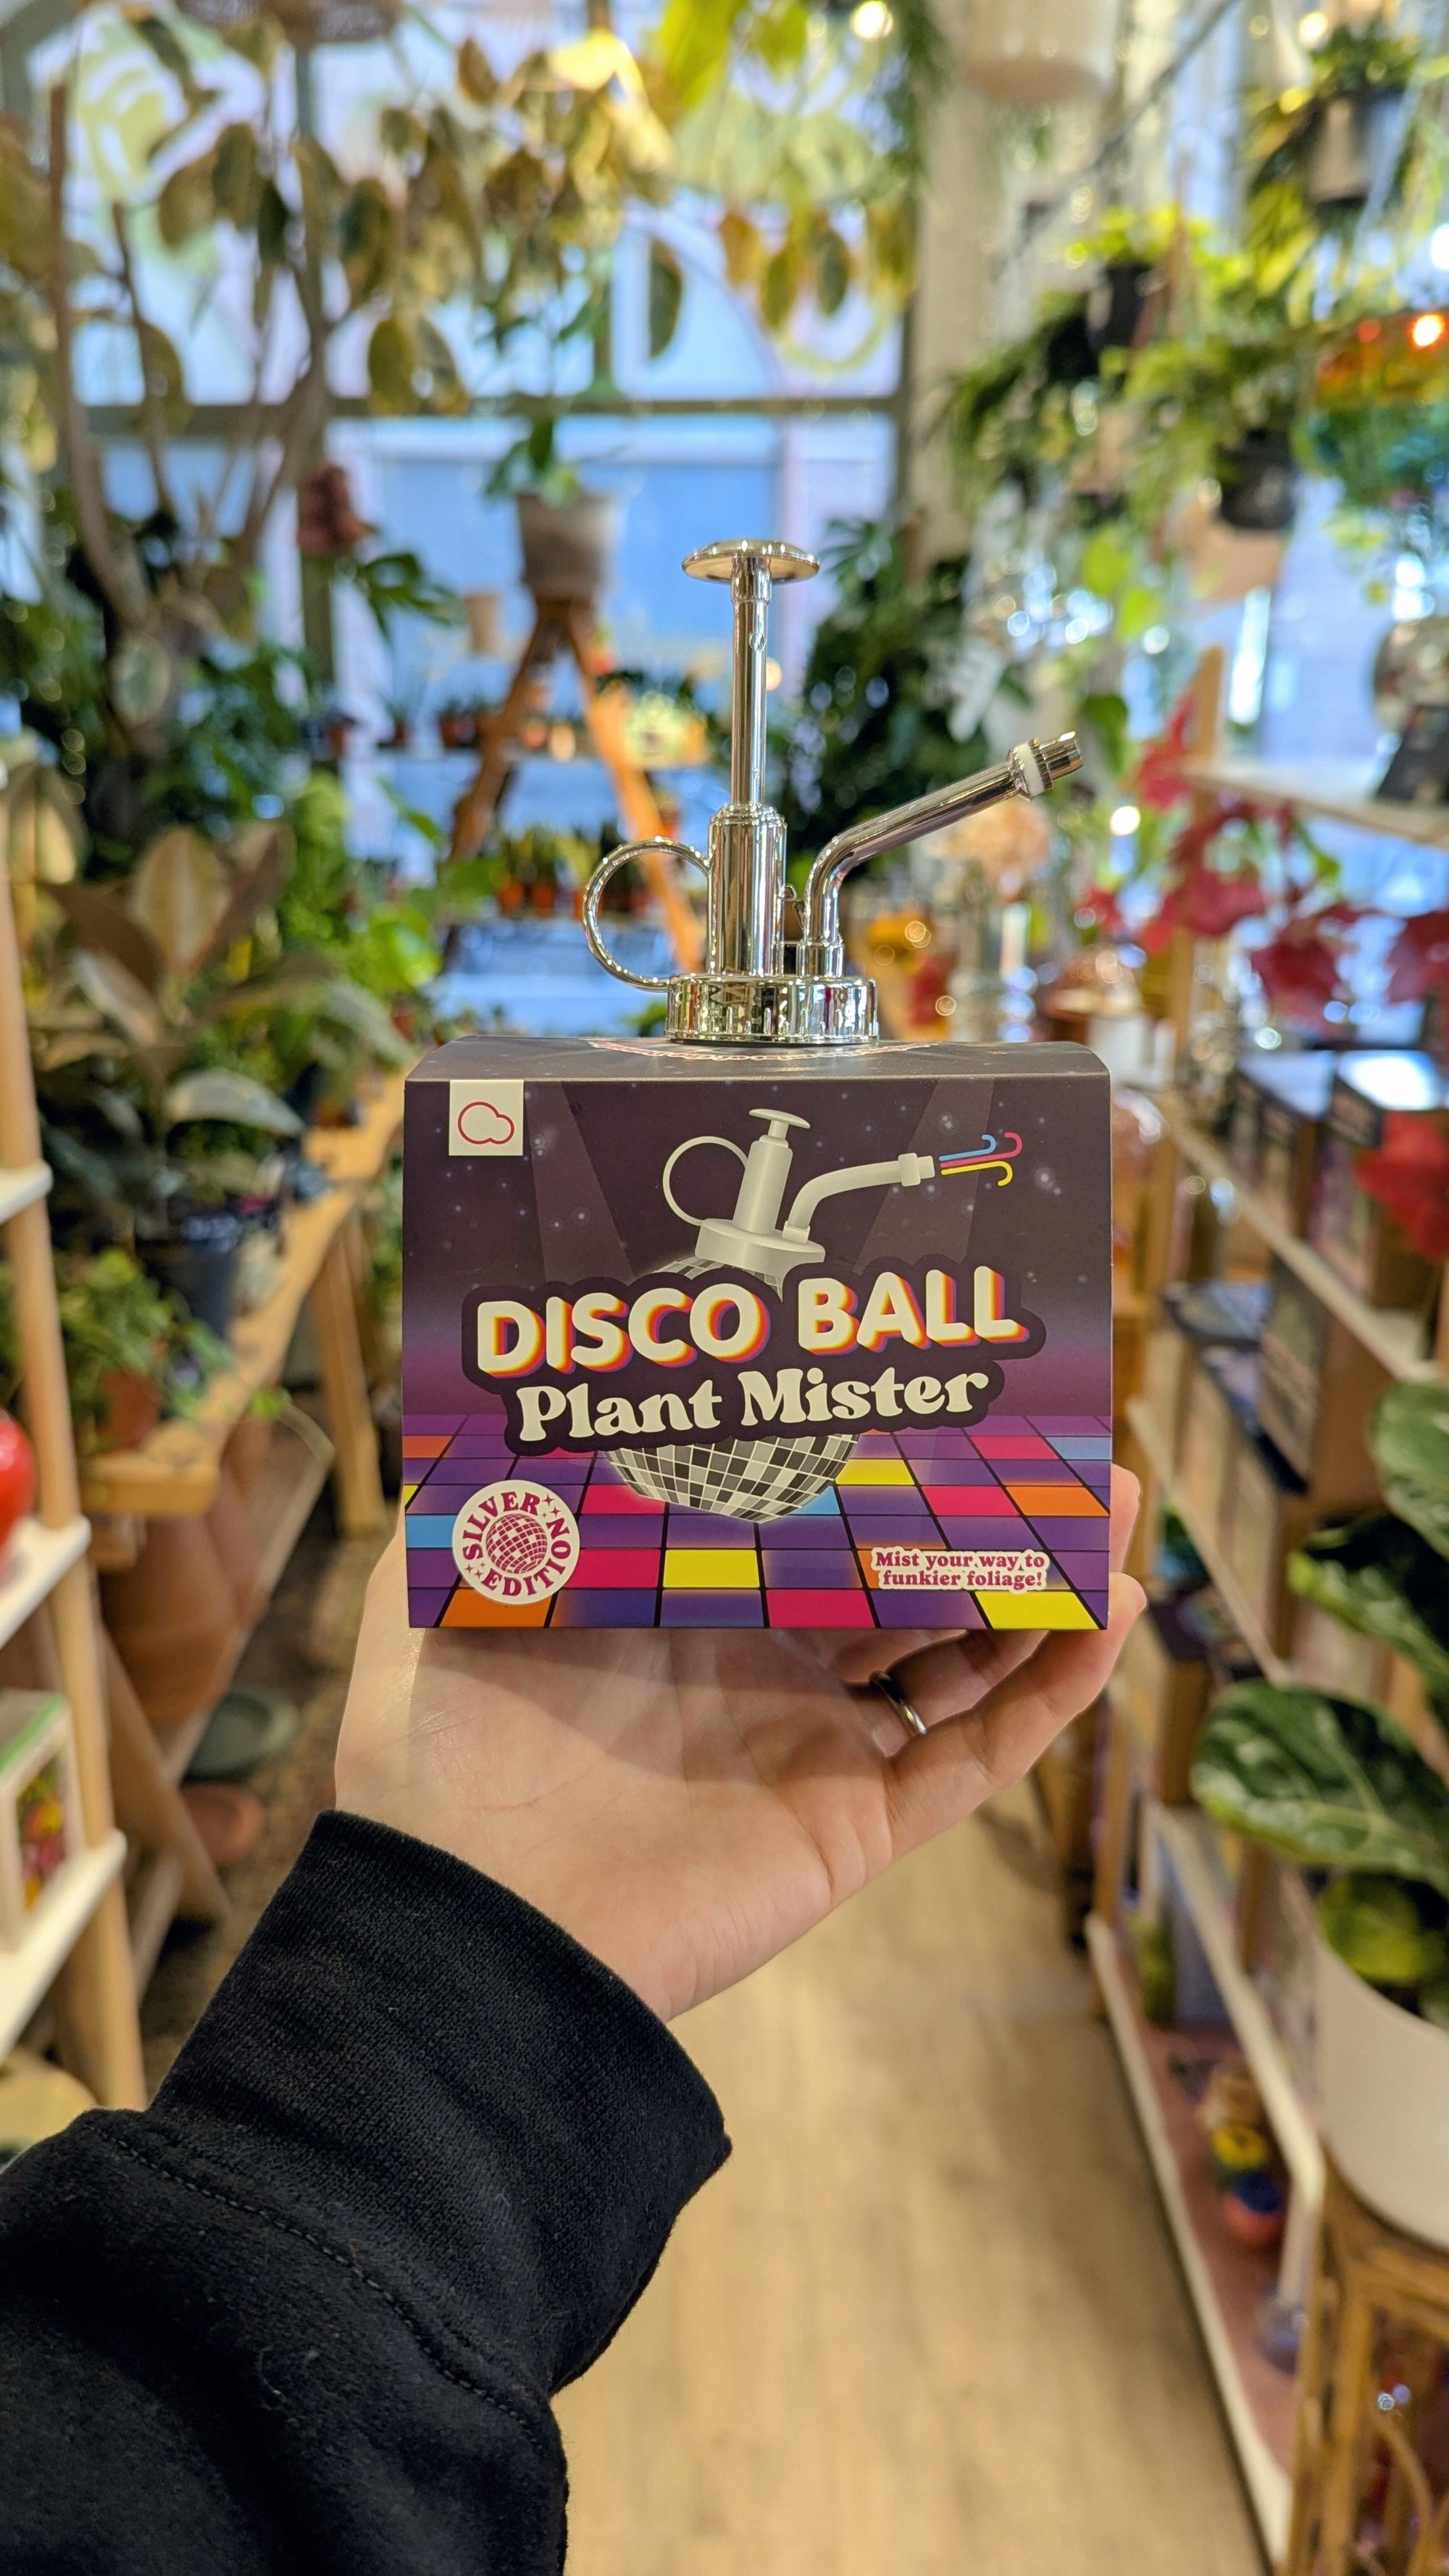 DISCO BALL
Plant Mister
SILVER EDITION
Mist your way to
funkier foliage!